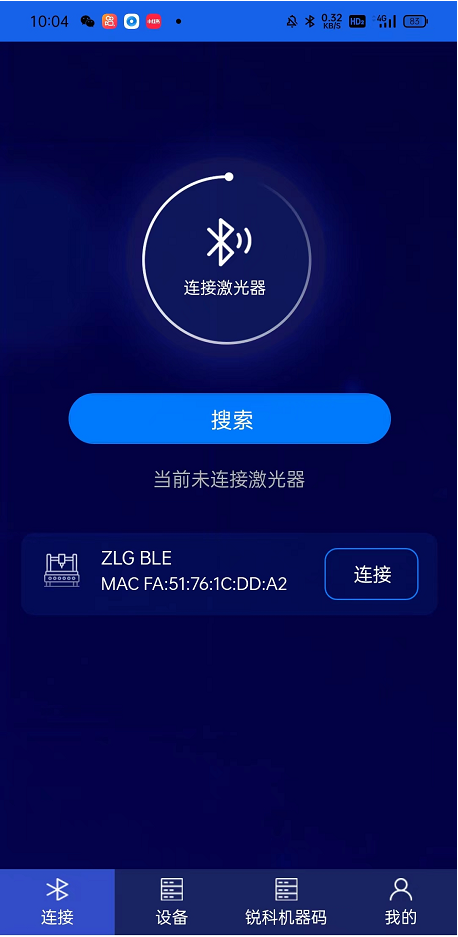 10:04
0.32
KB/S
HD
4G
83
连接激光器
搜索
当前未连接激光器
ZLG BLE
MAC FA:51:76:1C:DD:A2
连接
连接
设备
锐科机器码
我的